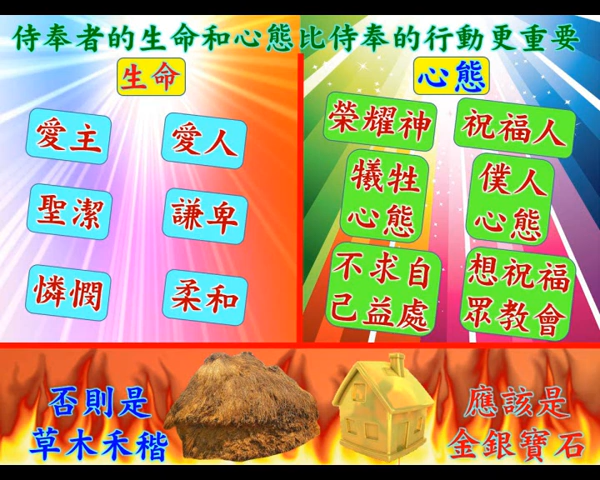 侍奉者的生命和心態比侍奉的行動更重要
生命
愛主
愛人
聖潔
謙卑
憐憫
柔和
心態
榮耀神
祝福人
犧牲
心態
僕人
心態
不求自
己益處
想祝福
眾教會
否則是
草木禾稭
應該是
金銀寶石